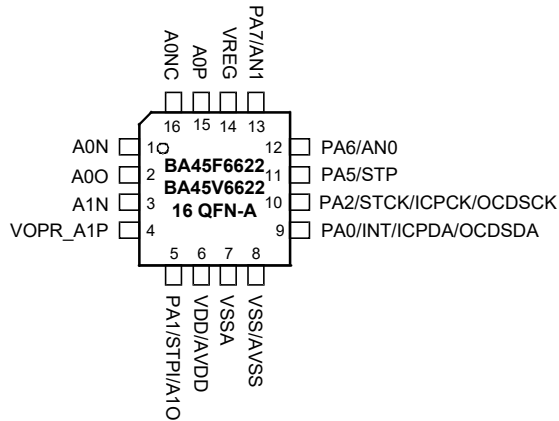 A0NC
A0P
VREG
PA7/AN1
16
15
14
13
A0N
1
12
PA6/AN0
BA45F6622
A0O
2
11
PA5/STP
BA45V6622
A1N
3
10
PA2/STCK/ICPCK/OCDSCK
16 QFN-A
VOPR_A1P
4
9
PA0/INT/ICPDA/OCDSDA
5
6
7
8
PA1/STPI/A1O
VDD/AVDD
VSSA
VSS/AVSS